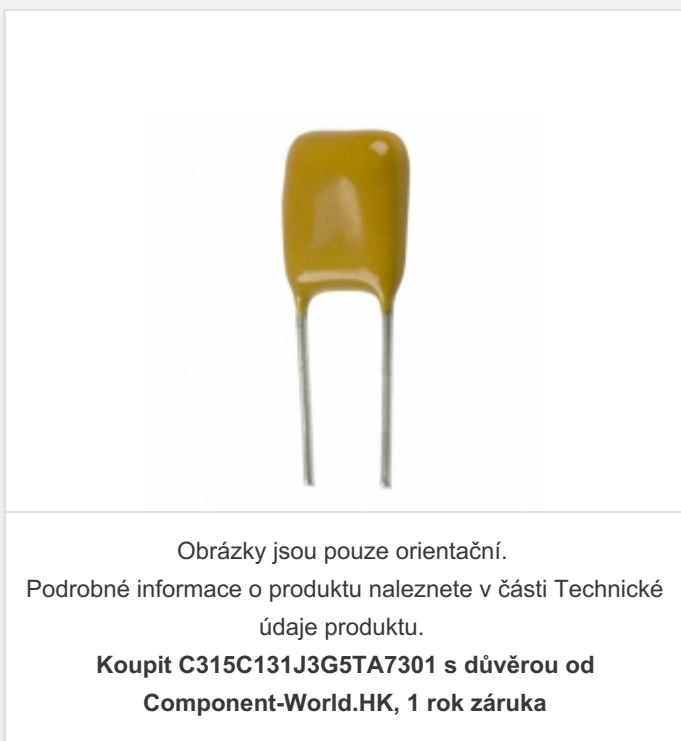 Obrázky jsou pouze orientační.
Podrobné informace o produktu naleznete v části Technické
údaje produktu.
Koupit C315C131J3G5TA7301 s důvěrou od
Component-World.HK, 1 rok záruka